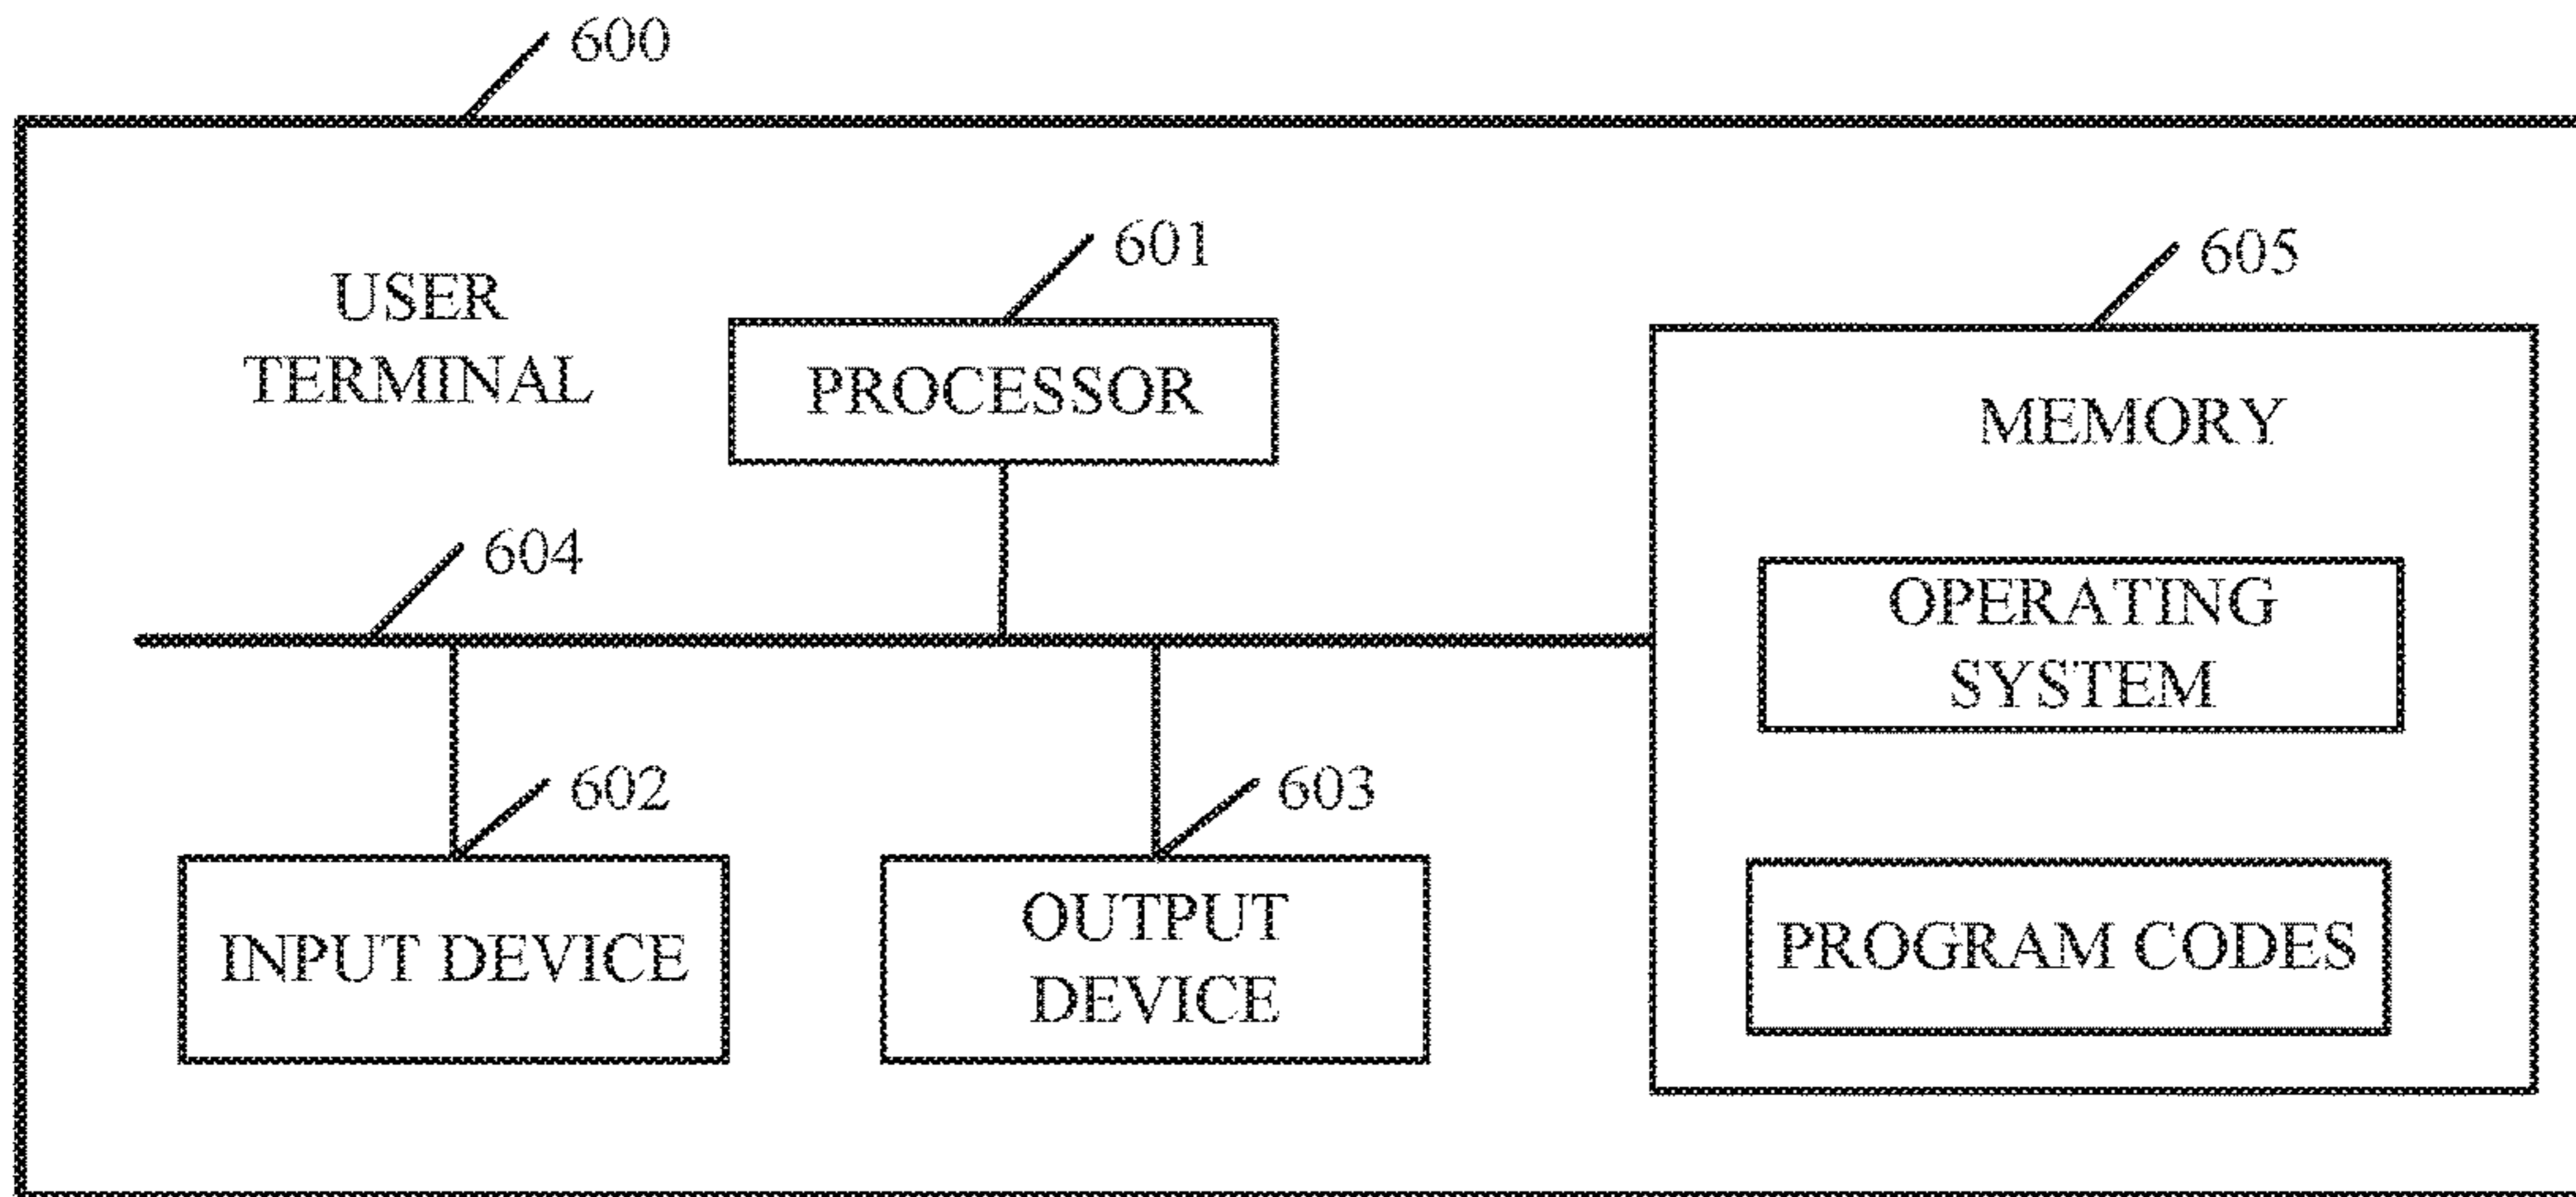 600
USER
TERMINAL
601
PROCESSOR
605
MEMORY
604
OPERATING
SYSTEM
602
INPUT DEVICE
603
OUTPUT
DEVICE
PROGRAM CODES